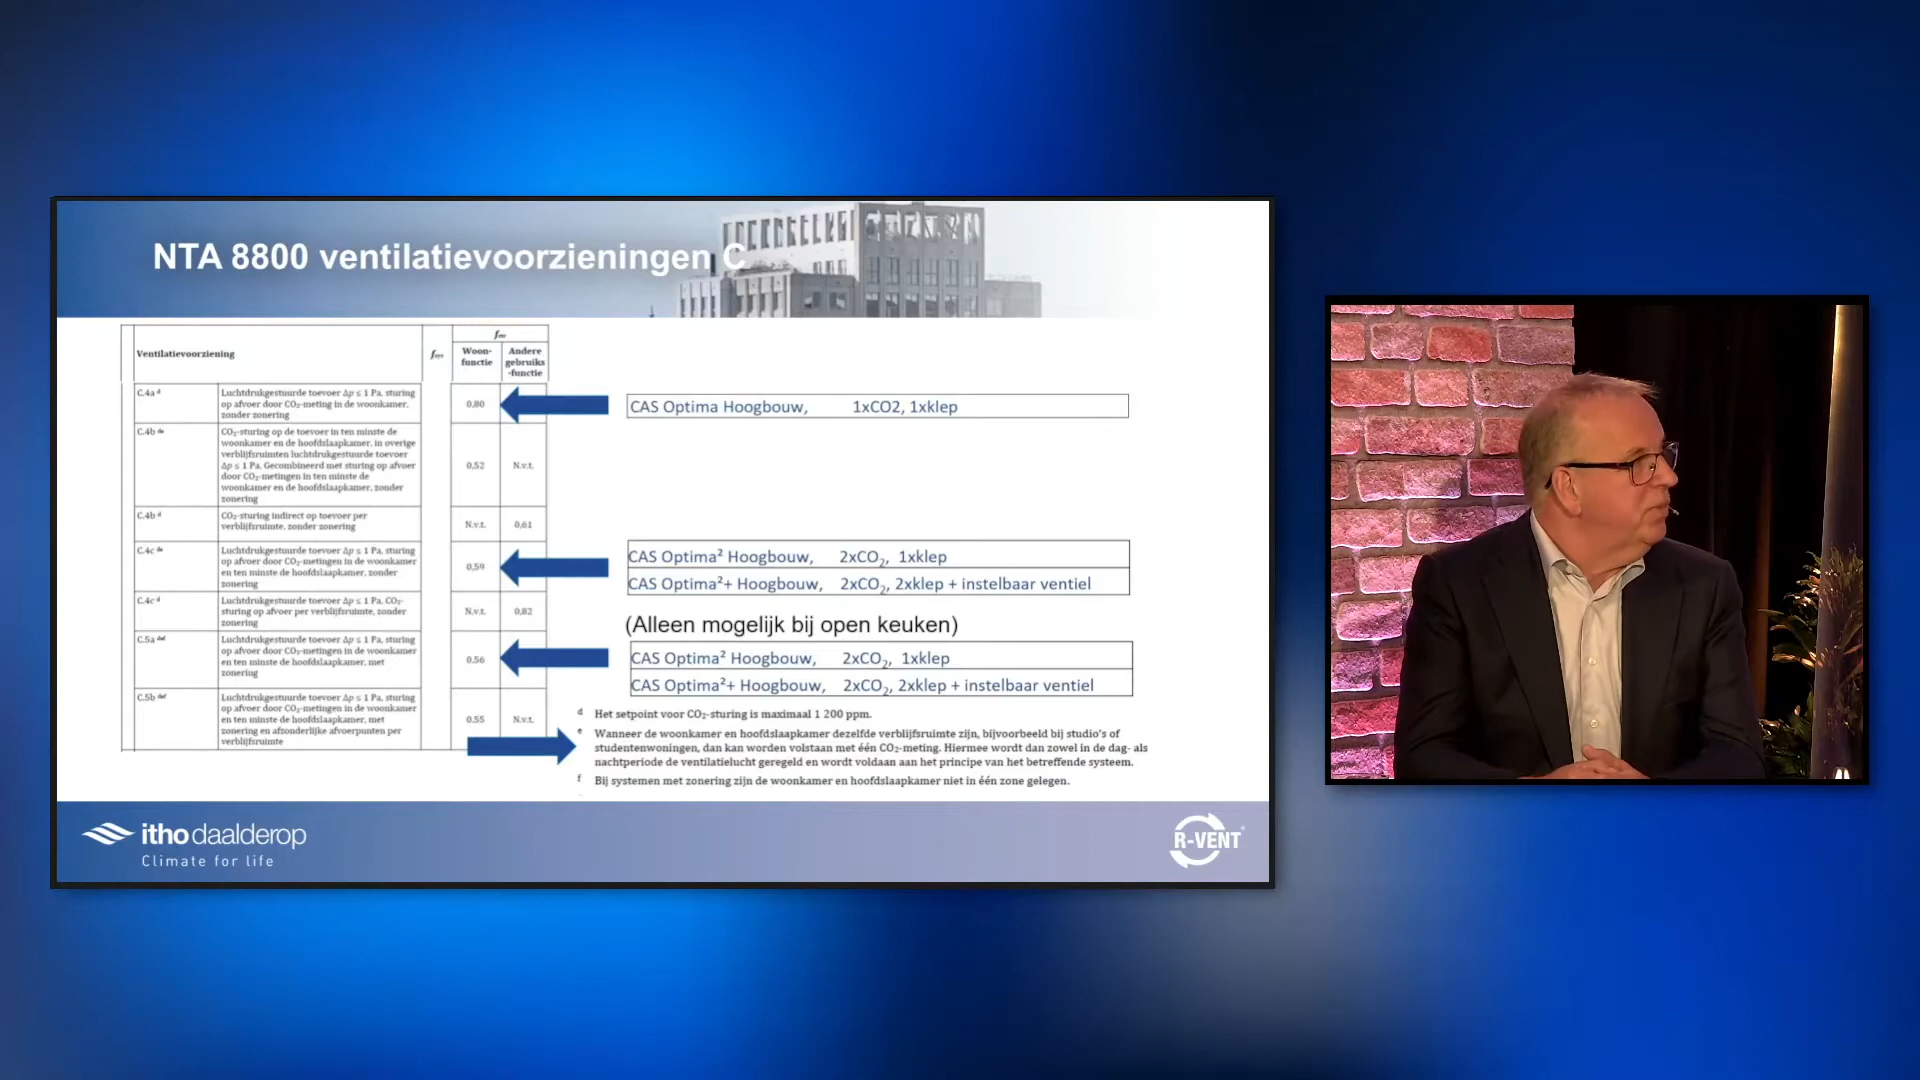 NTA 8800 ventilatievoorzieningen C
Ventilatievoorziening
fsys
Woon-
functie
Andere
gebruiks
-functie
C.4a d
Luchtdrukgestuurde toevoer Δp ≤ 1 Pa, sturing
op afvoer door CO₂-meting in de woonkamer,
zonder zonering
0,80
CAS Optima Hoogbouw, 1xCO2, 1xklep
C.4b de
CO₂-sturing op de toevoer in ten minste de
woonkamer en de hoofdslaapkamer, in overige
verblijfsruimten luchtdrukgestuurde toevoer
Δp ≤ 1 Pa. Gecombineerd met sturing op afvoer
door CO₂-metingen in ten minste de
woonkamer en de hoofdslaapkamer, zonder
zonering
0,52
N.v.t.
C.4b d
CO₂-sturing indirect op toevoer per
verblijfsruimte, zonder zonering
N.v.t.
0,61
C.4c de
Luchtdrukgestuurde toevoer Δp ≤ 1 Pa, sturing
op afvoer door CO₂-metingen in de woonkamer
en ten minste de hoofdslaapkamer, zonder
zonering
0,59
CAS Optima² Hoogbouw, 2xCO₂, 1xklep
CAS Optima²+ Hoogbouw, 2xCO₂, 2xklep + instelbaar ventiel
C.4c d
Luchtdrukgestuurde toevoer Δp ≤ 1 Pa, CO₂-
sturing op afvoer per verblijfsruimte, zonder
zonering
N.v.t.
0,82
(Alleen mogelijk bij open keuken)
C.5a def
Luchtdrukgestuurde toevoer Δp ≤ 1 Pa, sturing
op afvoer door CO₂-metingen in de woonkamer
en ten minste de hoofdslaapkamer, met
zonering
0,56
CAS Optima² Hoogbouw, 2xCO₂, 1xklep
CAS Optima²+ Hoogbouw, 2xCO₂, 2xklep + instelbaar ventiel
C.5b def
Luchtdrukgestuurde toevoer Δp ≤ 1 Pa, sturing
op afvoer door CO₂-metingen in de woonkamer
en ten minste de hoofdslaapkamer, met
zonering en afzonderlijke afvoerpunten per
verblijfsruimte
0,55
N.v.t.
d Het setpoint voor CO₂-sturing is maximaal 1 200 ppm.
e Wanneer de woonkamer en hoofdslaapkamer dezelfde verblijfsruimte zijn, bijvoorbeeld bij studio's of
studentenwoningen, dan kan worden volstaan met één CO₂-meting. Hiermee wordt dan zowel in de dag- als
nachtperiode de ventilatielucht geregeld en wordt voldaan aan het principe van het betreffende systeem.
f Bij systemen met zonering zijn de woonkamer en hoofdslaapkamer niet in één zone gelegen.
itho daalderop
Climate for life
R-VENT